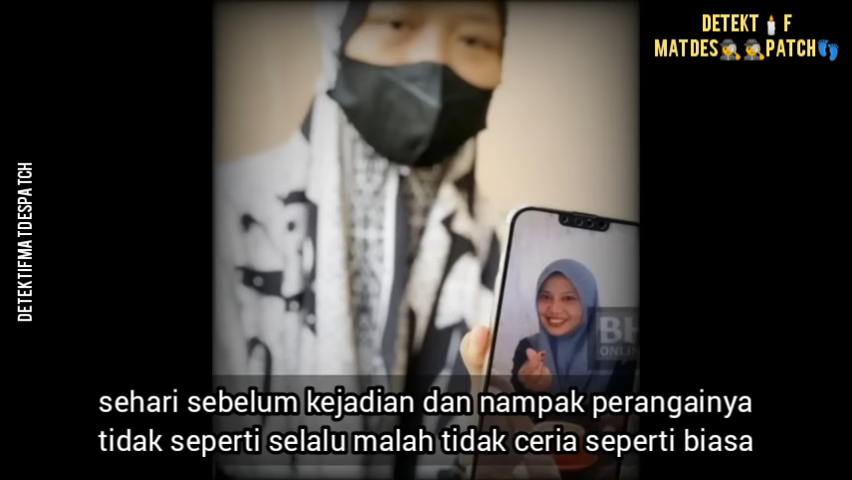 DETEKT🕯️F
MATDES🕵️🕵️PATCH👣
DETEKTIFMATDESPATCH
BH
ONLIN
sehari sebelum kejadian dan nampak perangainya
tidak seperti selalu malah tidak ceria seperti biasa